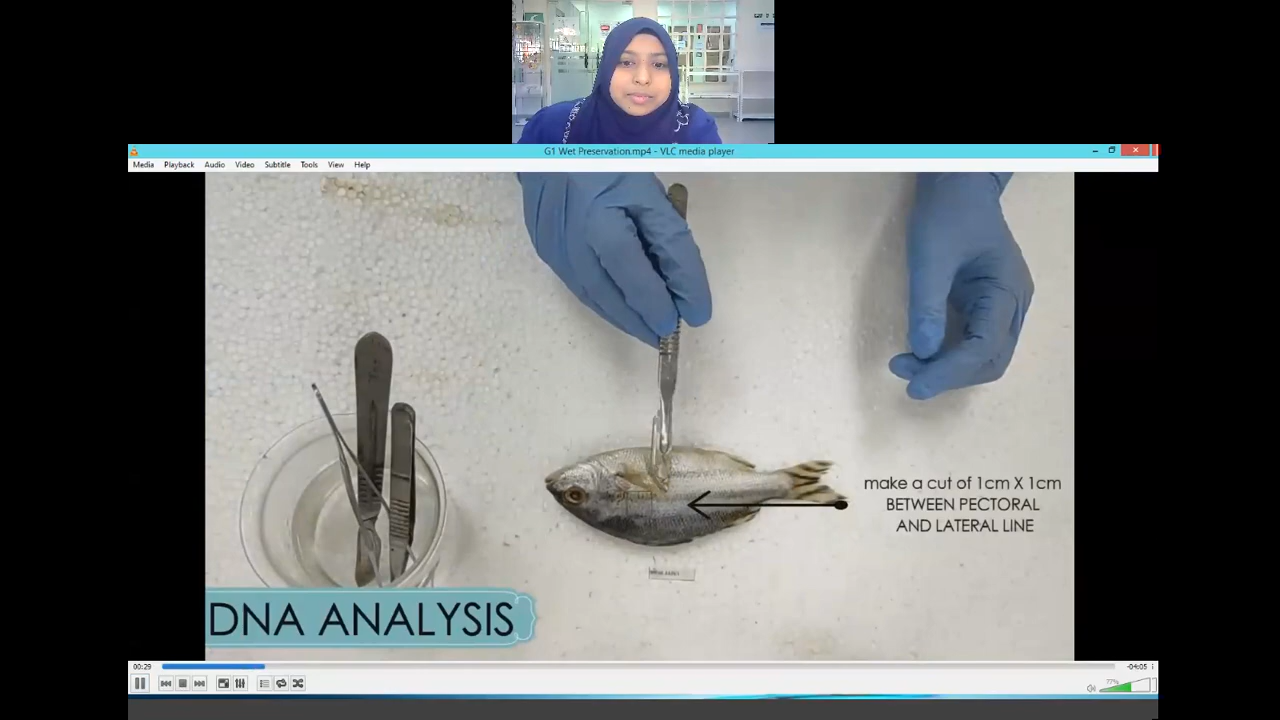 G1 Wet Preservation.mp4 - VLC media player
Media Playback Audio Video Subtitle Tools View Help
make a cut of 1cm X 1cm
BETWEEN PECTORAL
AND LATERAL LINE
DNA ANALYSIS
00:29
-04:05
77%